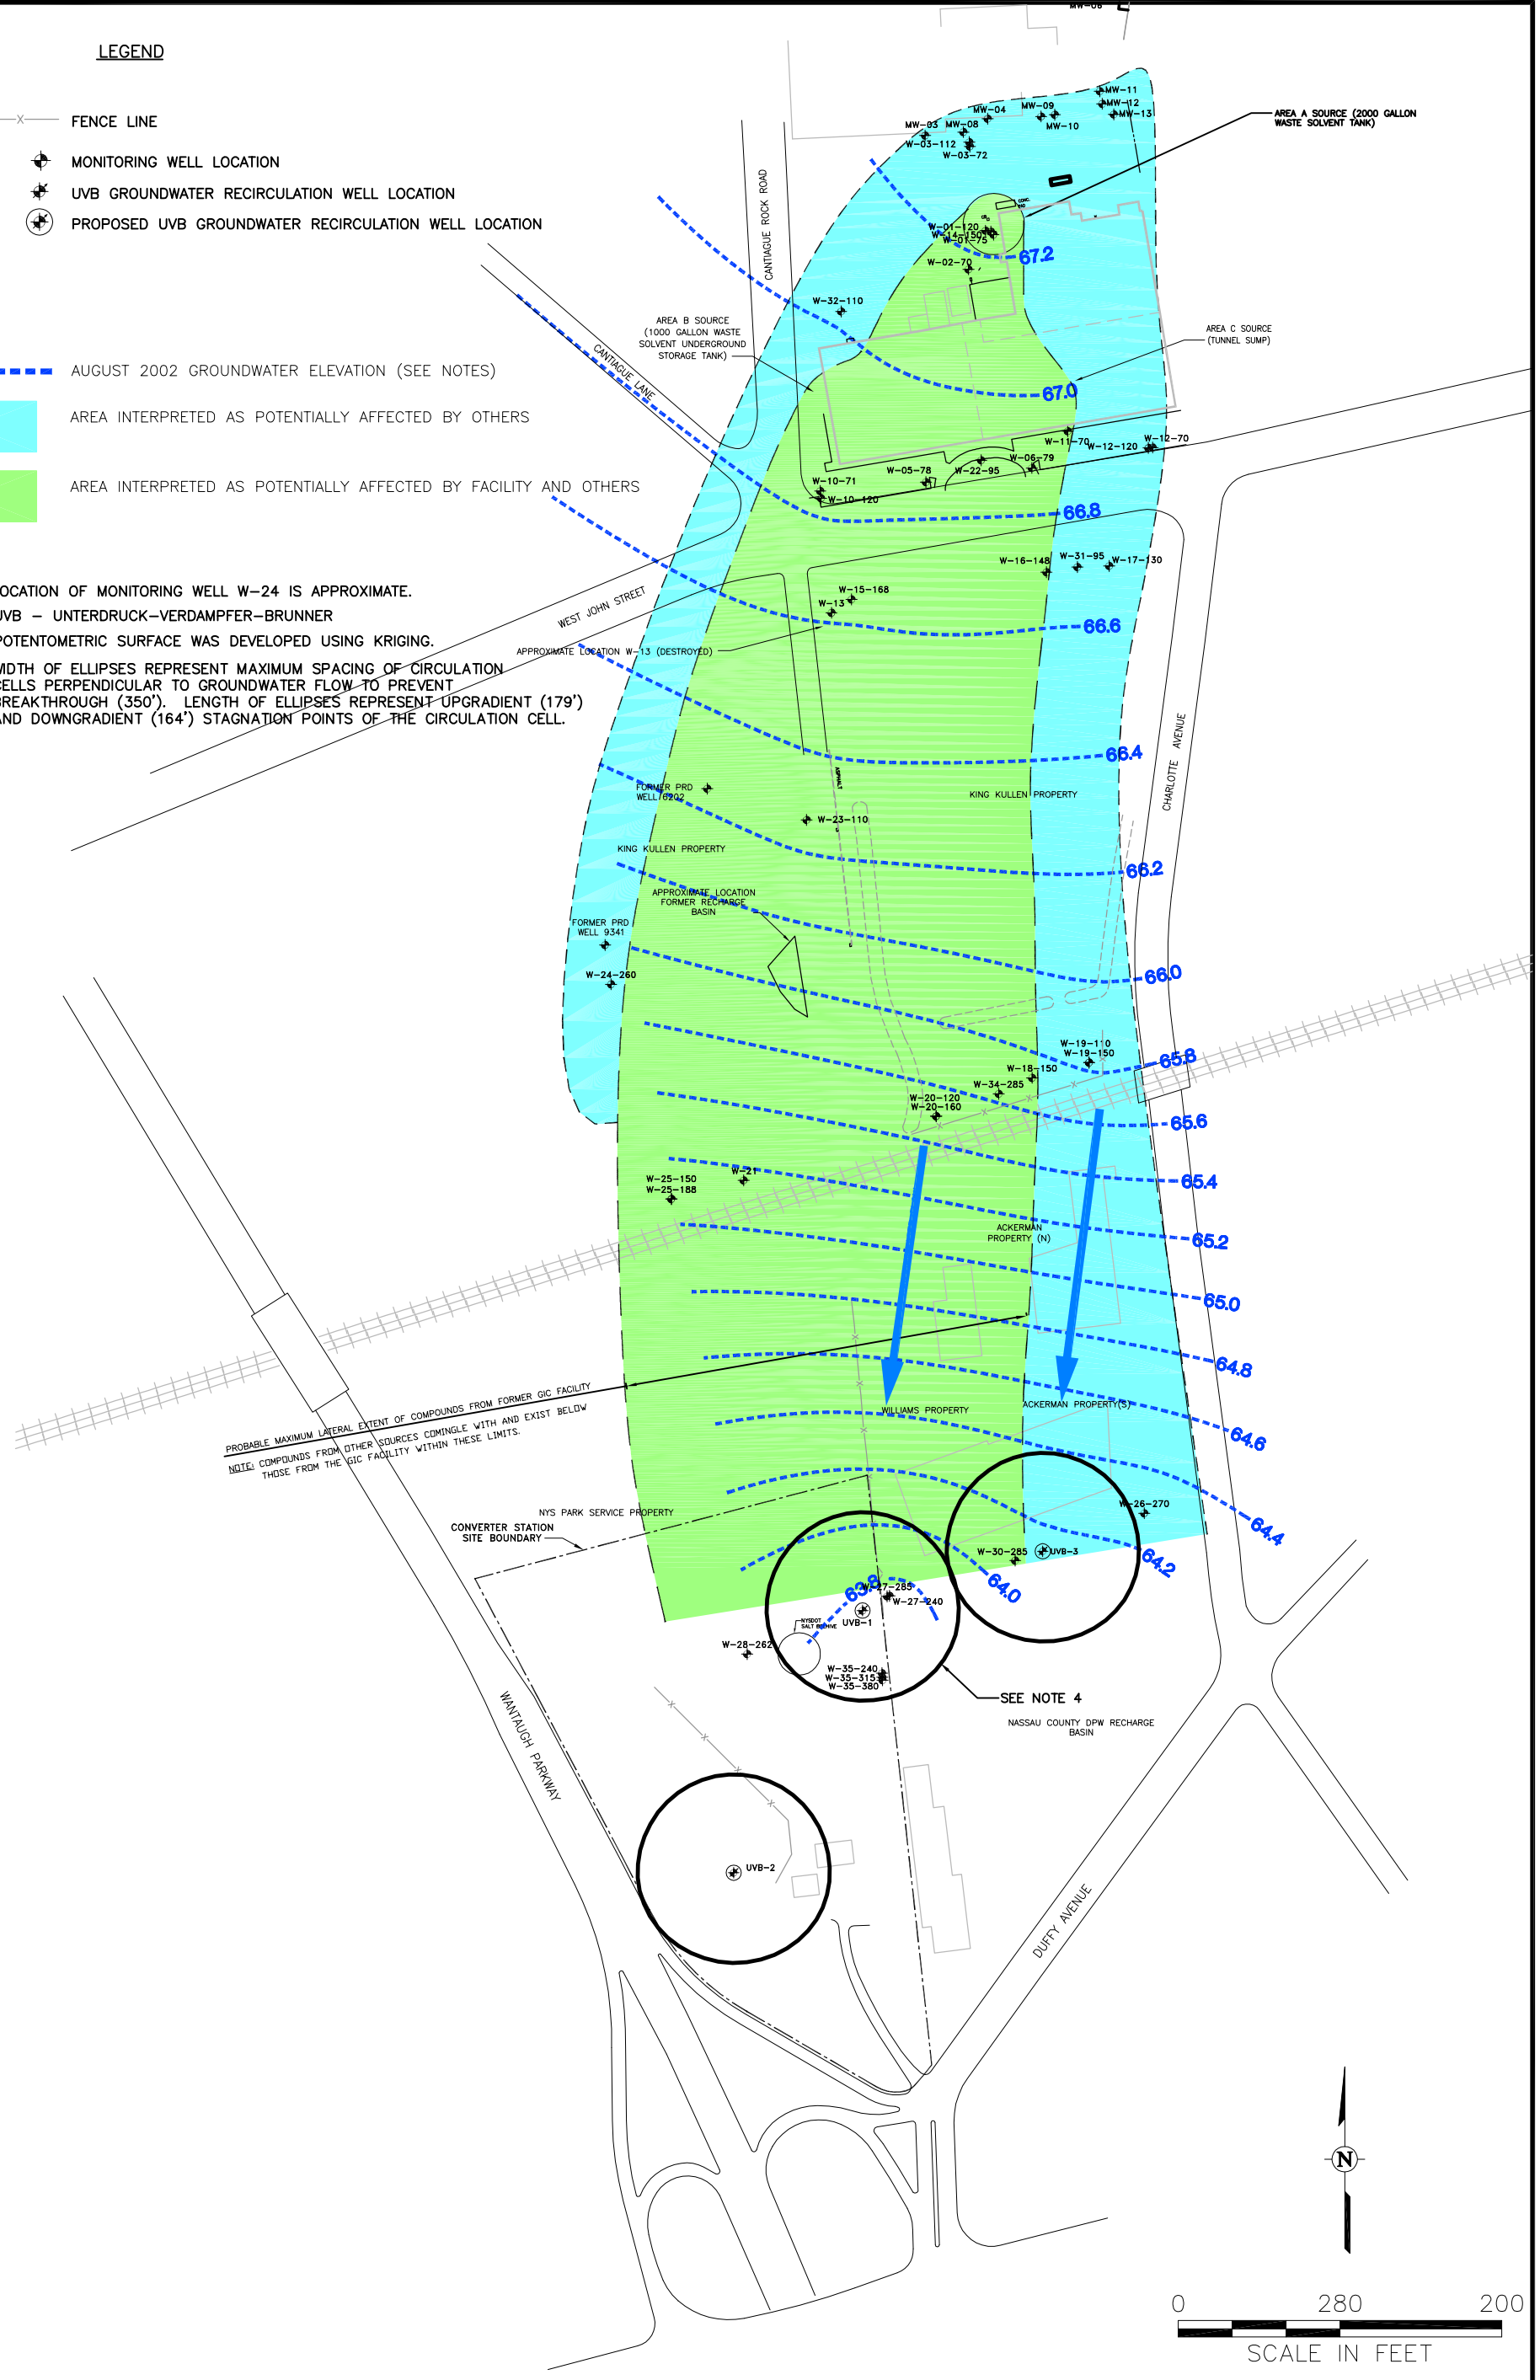 MW-06
LEGEND
FENCE LINE
MONITORING WELL LOCATION
UVB GROUNDWATER RECIRCULATION WELL LOCATION
PROPOSED UVB GROUNDWATER RECIRCULATION WELL LOCATION
AUGUST 2002 GROUNDWATER ELEVATION (SEE NOTES)
AREA INTERPRETED AS POTENTIALLY AFFECTED BY OTHERS
AREA INTERPRETED AS POTENTIALLY AFFECTED BY FACILITY AND OTHERS
OCATION OF MONITORING WELL W-24 IS APPROXIMATE.
UVB – UNTERDRUCK-VERDAMPFER-BRUNNER
POTENTOMETRIC SURFACE WAS DEVELOPED USING KRIGING.
WIDTH OF ELLIPSES REPRESENT MAXIMUM SPACING OF CIRCULATION
CELLS PERPENDICULAR TO GROUNDWATER FLOW TO PREVENT
BREAKTHROUGH (350'). LENGTH OF ELLIPSES REPRESENT UPGRADIENT (179')
AND DOWNGRADIENT (164') STAGNATION POINTS OF THE CIRCULATION CELL.
MW-11
MW-12
MW-13
MW-09
MW-10
MW-04
MW-08
MW-03
W-03-112
W-03-72
AREA A SOURCE (2000 GALLON
WASTE SOLVENT TANK)
CONC.
PAD
W-01-120
W-14-150
W-01-75
W-02-70
67.2
CANTIAGUE ROCK ROAD
W-32-110
AREA B SOURCE
(1000 GALLON WASTE
SOLVENT UNDERGROUND
STORAGE TANK)
AREA C SOURCE
(TUNNEL SUMP)
CANTIAGUE LANE
67.0
W-11-70
W-12-120
W-12-70
W-06-79
W-22-95
W-05-78
W-10-71
W-10-120
66.8
W-16-148
W-31-95
W-17-130
W-15-168
W-13
WEST JOHN STREET
66.6
APPROXIMATE LOCATION W-13 (DESTROYED)
66.4
CHARLOTTE AVENUE
ASPHALT
FORMER PRD
WELL 6202
KING KULLEN PROPERTY
W-23-110
KING KULLEN PROPERTY
66.2
APPROXIMATE LOCATION
FORMER RECHARGE
BASIN
FORMER PRD
WELL 9341
W-24-260
66.0
W-19-110
W-19-150
65.8
W-18-150
W-34-285
W-20-120
W-20-160
65.6
W-21
W-25-150
W-25-188
65.4
ACKERMAN
PROPERTY (N)
65.2
65.0
64.8
PROBABLE MAXIMUM LATERAL EXTENT OF COMPOUNDS FROM FORMER GIC FACILITY
NOTE: COMPOUNDS FROM OTHER SOURCES COMINGLE WITH AND EXIST BELOW
THOSE FROM THE GIC FACILITY WITHIN THESE LIMITS.
WILLIAMS PROPERTY
ACKERMAN PROPERTY(S)
64.6
NYS PARK SERVICE PROPERTY
CONVERTER STATION
SITE BOUNDARY
W-26-270
64.4
W-30-285
UVB-3
64.2
64.0
63.8
W-27-285
W-27-240
UVB-1
NYSDOT
SALT BEEHIVE
W-28-262
W-35-240
W-35-315
W-35-380
SEE NOTE 4
NASSAU COUNTY DPW RECHARGE
BASIN
WANTAUGH PARKWAY
UVB-2
DUFFY AVENUE
N
0 280 200
SCALE IN FEET